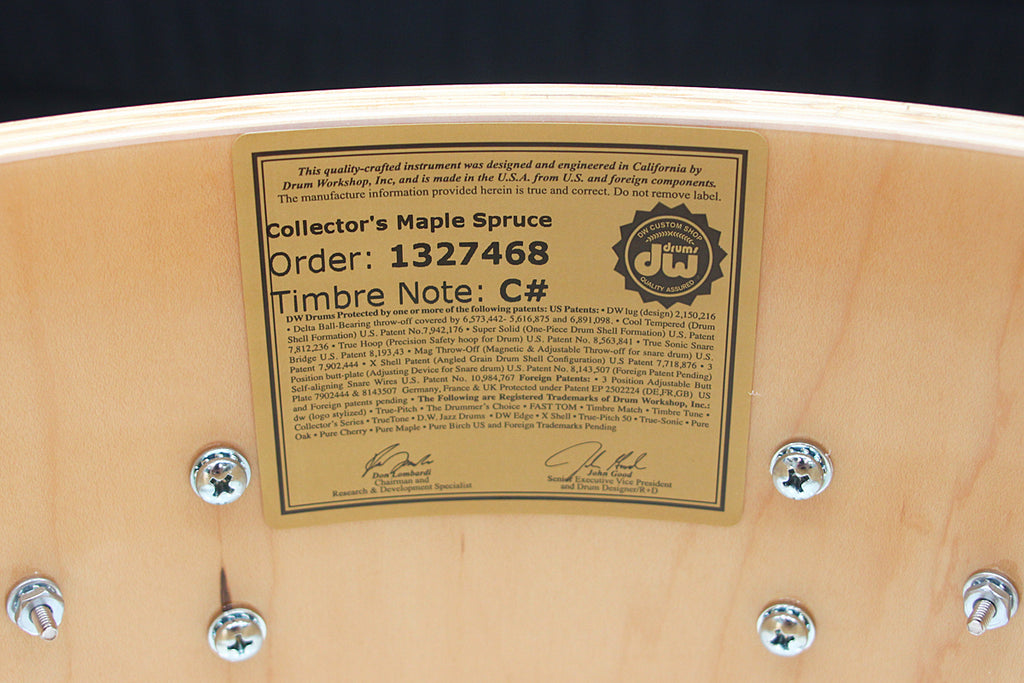 This quality-crafted instrument was designed and engineered in California by
Drum Workshop, Inc, and is made in the U.S.A. from U.S. and foreign components.
The manufacture information provided herein is true and correct. Do not remove label.
Collector's Maple Spruce
Order: 1327468
Timbre Note: C#
DW CUSTOM SHOP
drums
dw
QUALITY ASSURED
DW Drums Protected by one or more of the following patents: US Patents: • DW lug (design) 2,150,216
• Delta Ball-Bearing throw-off covered by 6,573,442- 5,616,875 and 6,891,098. • Cool Tempered (Drum
Shell Formation) U.S. Patent No.7,942,176 • Super Solid (One-Piece Drum Shell Formation) U.S. Patent
7,812,236 • True Hoop (Precision Safety hoop for Drum) U.S. Patent No. 8,563,841 • True Sonic Snare
Bridge U.S. Patent 8,193,43 • Mag Throw-Off (Magnetic & Adjustable Throw-off for snare drum) U.S.
Patent 7,902,444 • X Shell Patent (Angled Grain Drum Shell Configuration) U.S Patent 7,718,876 • 3
Position butt-plate (Adjusting Device for Snare drum) U.S. Patent No. 8,143,507 (Foreign Patent Pending)
Self-aligning Snare Wires U.S. Patent No. 10,984,767 Foreign Patents: • 3 Position Adjustable Butt
Plate 7902444 & 8143507 Germany, France & UK Protected under Patent EP 2502224 (DE,FR,GB) US
and Foreign patents pending • The Following are Registered Trademarks of Drum Workshop, Inc.:
dw (logo stylized) • True-Pitch • The Drummer's Choice • FAST TOM • Timbre Match • Timbre Tune •
Collector's Series • TrueTone • D.W. Jazz Drums • DW Edge • X Shell • True-Pitch 50 • True-Sonic • Pure
Oak • Pure Cherry • Pure Maple • Pure Birch US and Foreign Trademarks Pending
Don Lombardi
Chairman and
Research & Development Specialist
John Good
Senior Executive Vice President
and Drum Designer/R+D